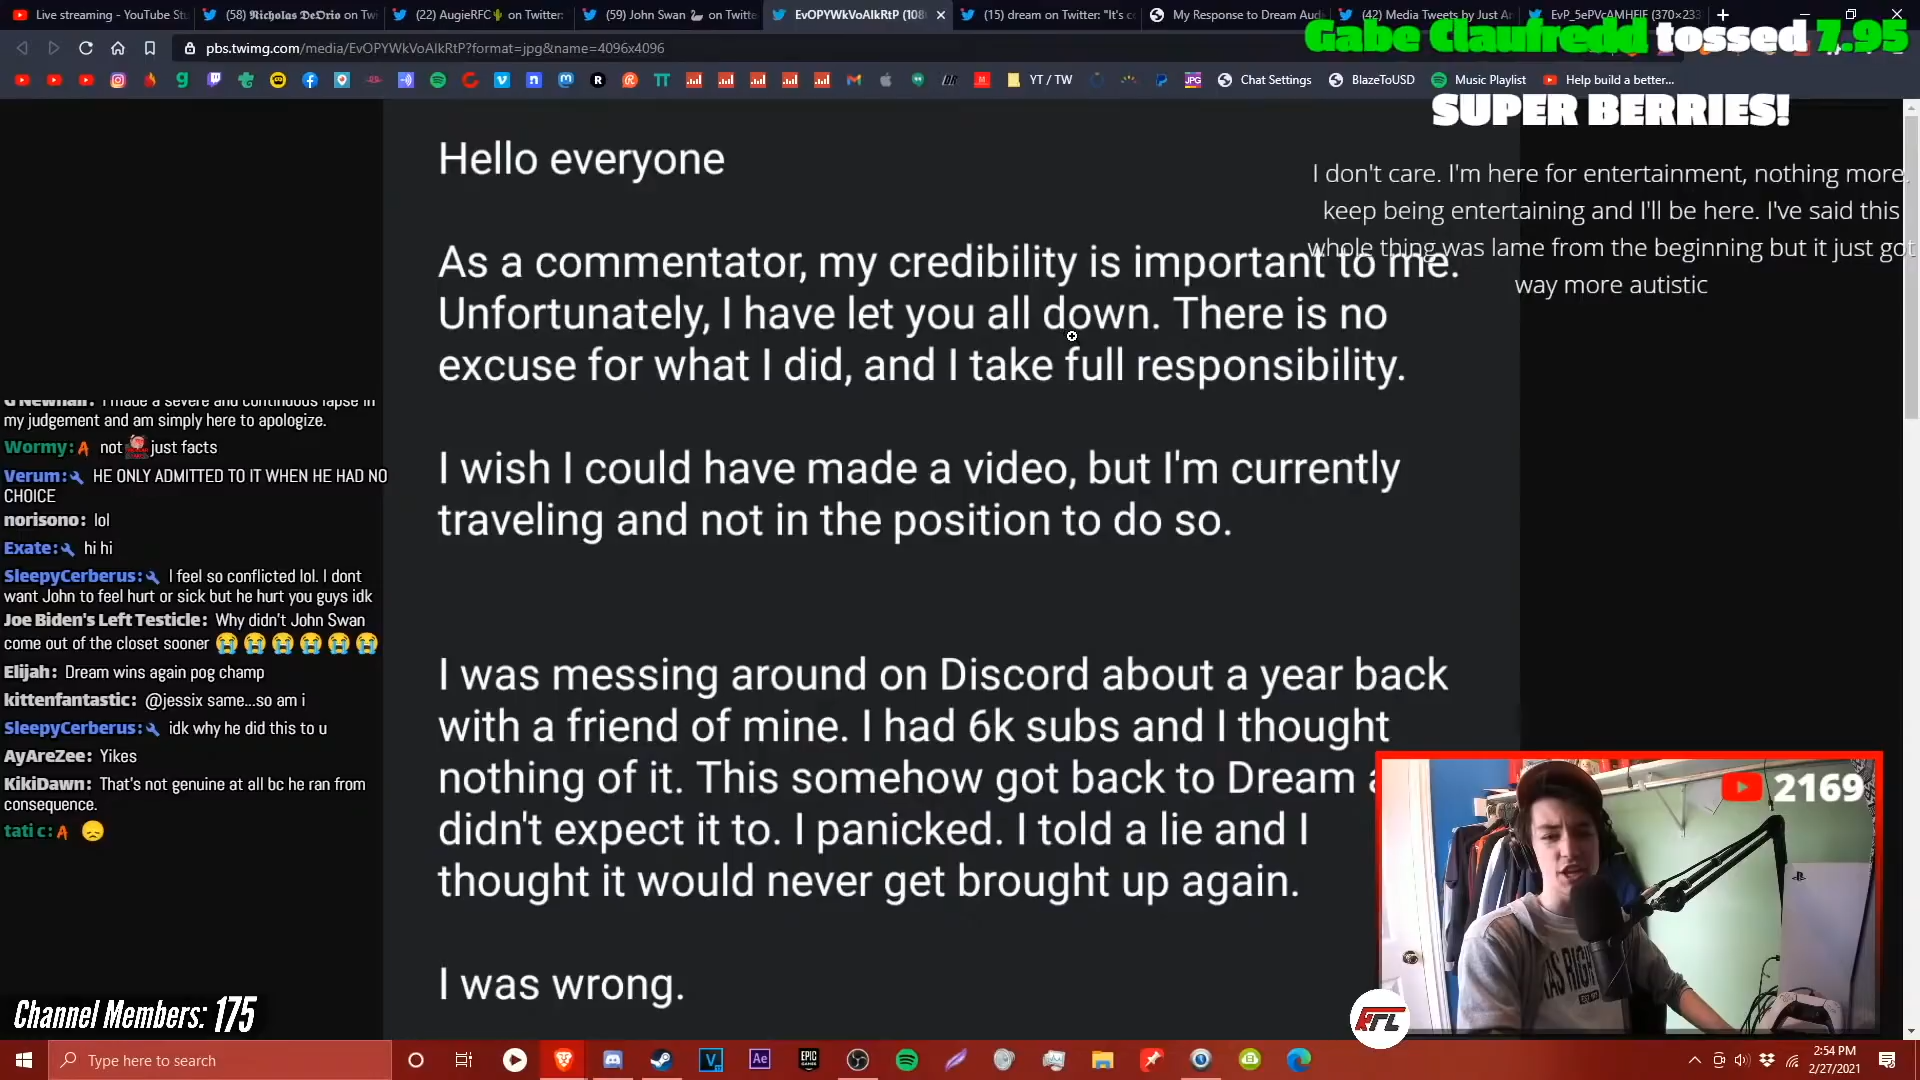 Live streaming - YouTube St
(58) 𝕹𝖎𝖈𝖍𝖔𝖑𝖆𝖘 𝕯𝖊𝕺𝖗𝖎𝖔 on Twi
(22) AugieRFC🌵 on Twitter:
(59) John Swan 🦢 on Twitte
EvOPYWkVoAIkRtP (108
(15) dream on Twitter: "It's c
My Response to Dream Aud
(42) Media Tweets by Just A
EvP_5ePVcAMHFIF (370×233
pbs.twimg.com/media/EvOPYWkVoAIkRtP?format=jpg&name=4096x4096
YT / TW
Chat Settings
BlazeToUSD
Music Playlist
Help build a better...
Gabe Claufredd tossed 7.95
SUPER BERRIES!
I don't care. I'm here for entertainment, nothing more.
keep being entertaining and I'll be here. I've said this
whole thing was lame from the beginning but it just got
way more autistic
Hello everyone
As a commentator, my credibility is important to me.
Unfortunately, I have let you all down. There is no
excuse for what I did, and I take full responsibility.
I wish I could have made a video, but I'm currently
traveling and not in the position to do so.
I was messing around on Discord about a year back
with a friend of mine. I had 6k subs and I thought
nothing of it. This somehow got back to Dream
didn't expect it to. I panicked. I told a lie and I
thought it would never get brought up again.
I was wrong.
G Newhall: I made a severe and continuous lapse in
my judgement and am simply here to apologize.
Wormy: not just facts
Verum: HE ONLY ADMITTED TO IT WHEN HE HAD NO
CHOICE
norisono: lol
Exate: hi hi
SleepyCerberus: I feel so conflicted lol. I dont
want John to feel hurt or sick but he hurt you guys idk
Joe Biden's Left Testicle: Why didn't John Swan
come out of the closet sooner 😭😭😭😭😭😭
Elijah: Dream wins again pog champ
kittenfantastic: @jessix same...so am i
SleepyCerberus: idk why he did this to u
AyAreZee: Yikes
KikiDawn: That's not genuine at all bc he ran from
consequence.
tati c: 😞
2169
Channel Members: 175
RTL
Type here to search
2:54 PM
2/27/2021